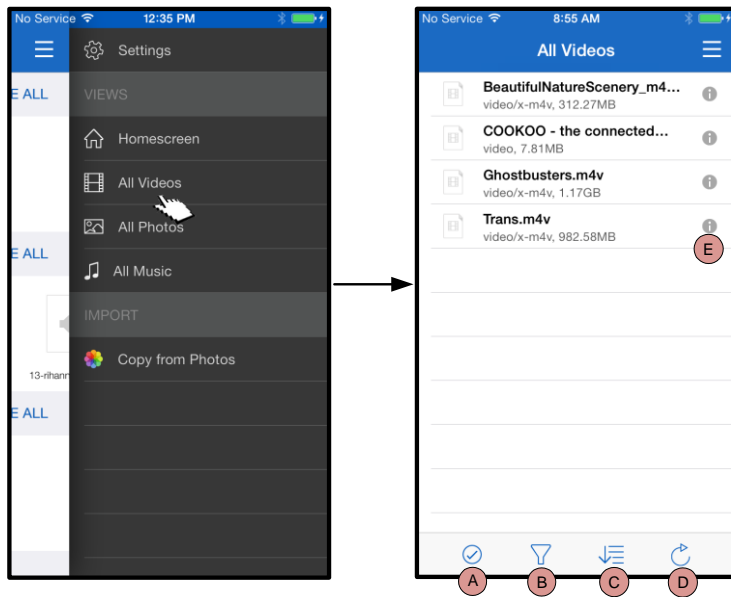 No Service 12:35 PM
Settings
E ALL
VIEWS
Homescreen
All Videos
All Photos
E ALL
All Music
IMPORT
Copy from Photos
13-rihann
E ALL
No Service 8:55 AM
All Videos
BeautifulNatureScenery_m4...
video/x-m4v, 312.27MB
COOKOO - the connected...
video, 7.81MB
Ghostbusters.m4v
video/x-m4v, 1.17GB
Trans.m4v
video/x-m4v, 982.58MB
E
A B C D